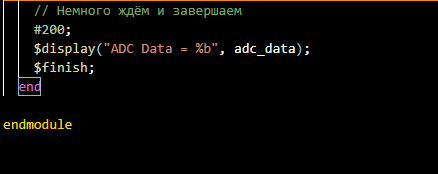 // Немного ждём и завершаем
#200;
$display("ADC Data = %b", adc_data);
$finish;
end
endmodule